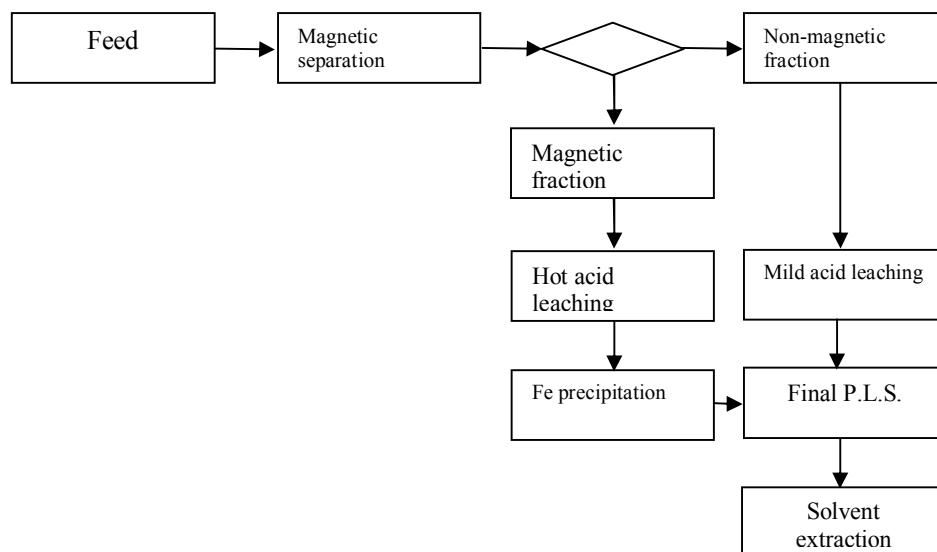 Feed
Magnetic
separation
Non-magnetic
fraction
Magnetic
fraction
Hot acid
leaching
Mild acid leaching
Fe precipitation
Final P.L.S.
Solvent
extraction